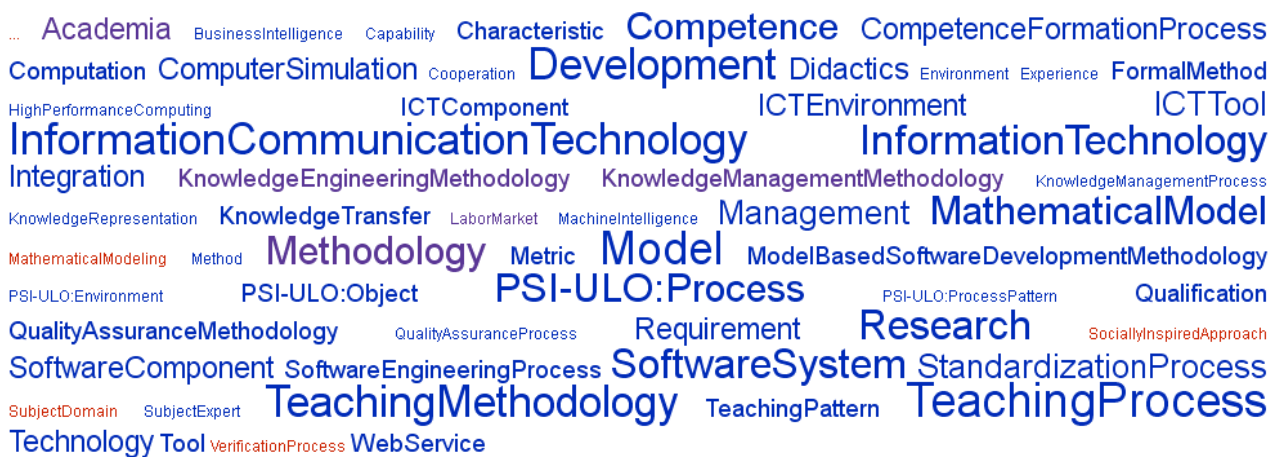 ... Academia BusinessIntelligence Capability Characteristic Competence CompetenceFormationProcess
Computation ComputerSimulation Cooperation Development Didactics Environment Experience FormalMethod
HighPerformanceComputing ICTComponent ICTEnvironment ICTTool
InformationCommunicationTechnology InformationTechnology
Integration KnowledgeEngineeringMethodology KnowledgeManagementMethodology KnowledgeManagementProcess
KnowledgeRepresentation KnowledgeTransfer LaborMarket MachineIntelligence Management MathematicalModel
MathematicalModeling Method Methodology Metric Model ModelBasedSoftwareDevelopmentMethodology
PSI-ULO:Environment PSI-ULO:Object PSI-ULO:Process PSI-ULO:ProcessPattern Qualification
QualityAssuranceMethodology QualityAssuranceProcess Requirement Research SociallyInspiredApproach
SoftwareComponent SoftwareEngineeringProcess SoftwareSystem StandardizationProcess
SubjectDomain SubjectExpert TeachingMethodology TeachingPattern TeachingProcess
Technology Tool VerificationProcess WebService